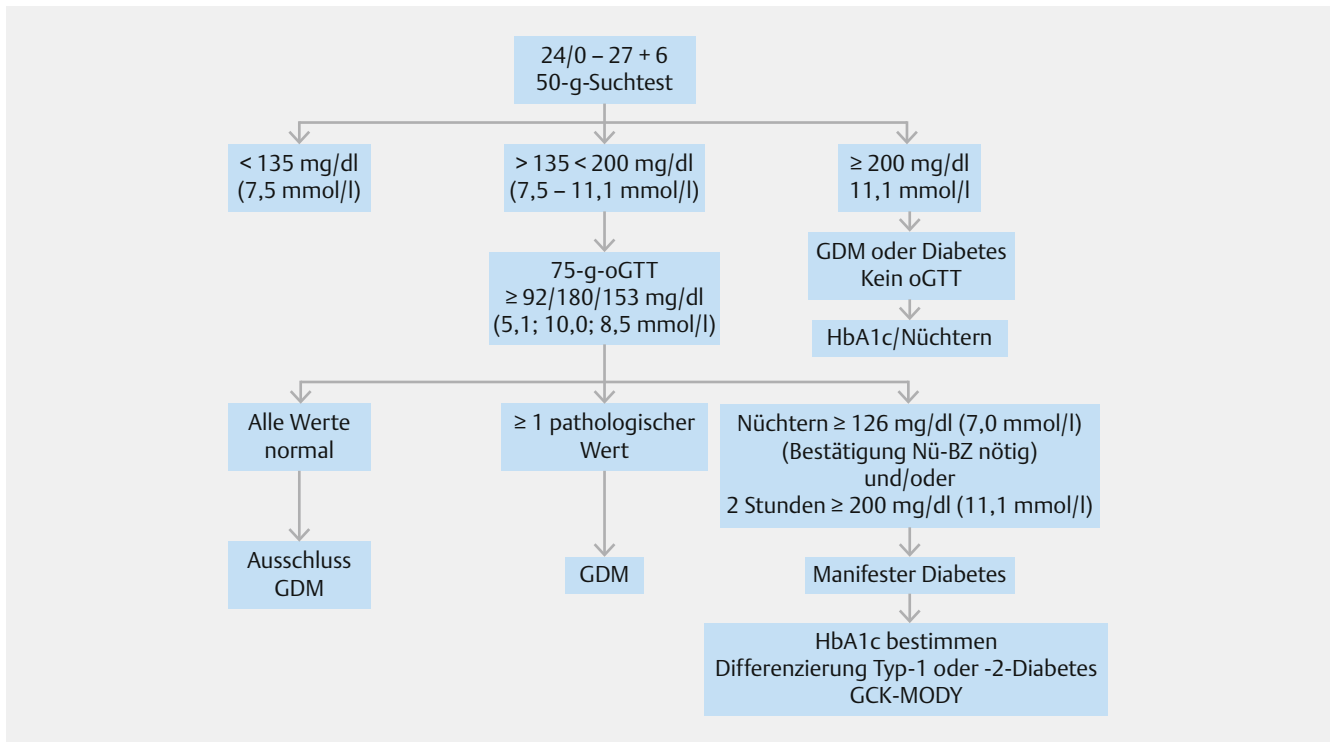 24/0 – 27 + 6
50-g-Suchtest
< 135 mg/dl
(7,5 mmol/l)
> 135 < 200 mg/dl
(7,5 – 11,1 mmol/l)
≥ 200 mg/dl
11,1 mmol/l
75-g-oGTT
≥ 92/180/153 mg/dl
(5,1; 10,0; 8,5 mmol/l)
GDM oder Diabetes
Kein oGTT
HbA1c/Nüchtern
Alle Werte
normal
≥ 1 pathologischer
Wert
Nüchtern ≥ 126 mg/dl (7,0 mmol/l)
(Bestätigung Nü-BZ nötig)
und/oder
2 Stunden ≥ 200 mg/dl (11,1 mmol/l)
Ausschluss
GDM
GDM
Manifester Diabetes
HbA1c bestimmen
Differenzierung Typ-1 oder -2-Diabetes
GCK-MODY